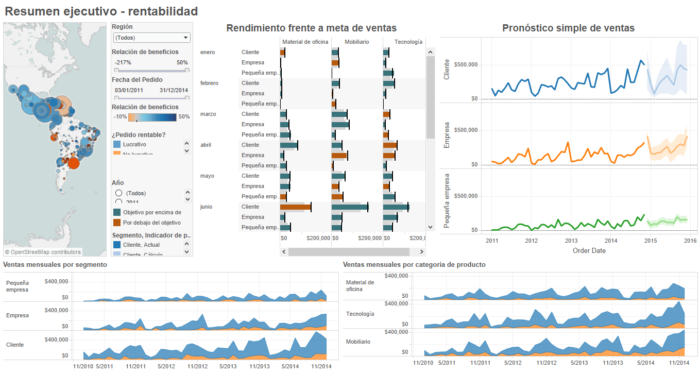 Resumen ejecutivo - rentabilidad
© OpenStreetMap contributors
Región
(Todos)
Relación de beneficios
-217% 50%
Fecha del Pedido
03/01/2011 31/12/2014
Relación de beneficios
-10% 50%
¿Pedido rentable?
Lucrativo
Año
(Todos)
2011
Objetivo por encima de
Por debajo del objetivo
Segmento, Indicador de p..
Cliente, Actual
Cliente, Cálculo
Rendimiento frente a meta de ventas
Material de oficina Mobiliario Tecnología
enero Cliente
Empresa
Pequeña emp..
febrero Cliente
Empresa
Pequeña emp..
marzo Cliente
Empresa
Pequeña emp..
abril Cliente
Empresa
Pequeña emp..
mayo Cliente
Empresa
Pequeña emp..
junio Cliente
Empresa
Pequeña emp..
$0 $200,000 $0 $200,000 $0 $200,0
Pronóstico simple de ventas
Cliente
$500,000
$0
Empresa
$500,000
$0
Pequeña empresa
$500,000
$0
2011 2012 2013 2014 2015 2016
Order Date
Ventas mensuales por segmento
Pequeña empresa $400,000
$0
Empresa $400,000
$0
Cliente $400,000
$0
11/2010 5/2011 11/2011 5/2012 11/2012 5/2013 11/2013 5/2014 11/2014
Ventas mensuales por categoría de producto
Material de oficina $400,000
$0
Tecnología $400,000
$0
Mobiliario $400,000
$0
11/2010 5/2011 11/2011 5/2012 11/2012 5/2013 11/2013 5/2014 11/2014